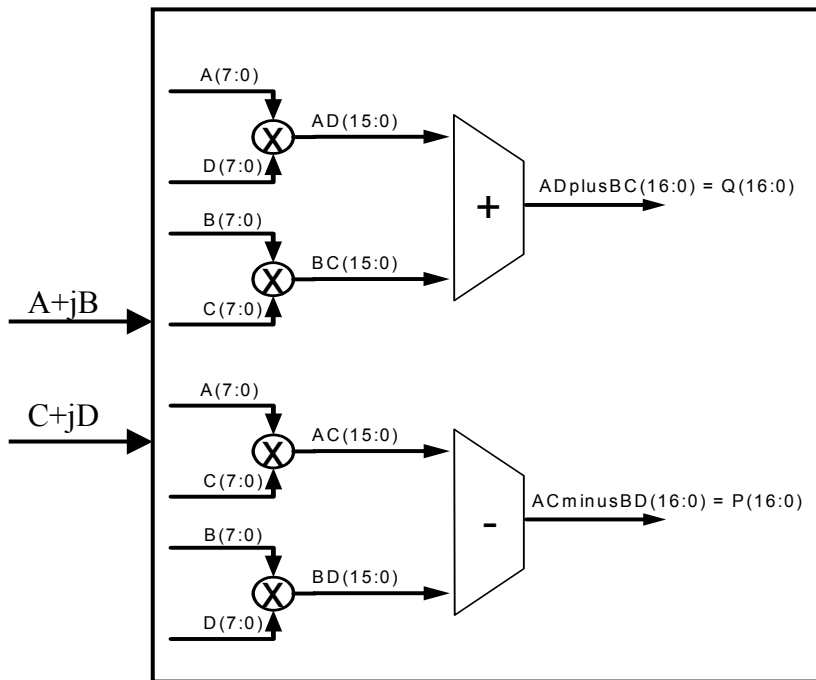 A(7:0)
AD(15:0)
X
D(7:0)
ADplusBC(16:0) = Q(16:0)
+
B(7:0)
BC(15:0)
X
C(7:0)
A+jB
C+jD
A(7:0)
AC(15:0)
X
C(7:0)
ACminusBD(16:0) = P(16:0)
-
B(7:0)
BD(15:0)
X
D(7:0)